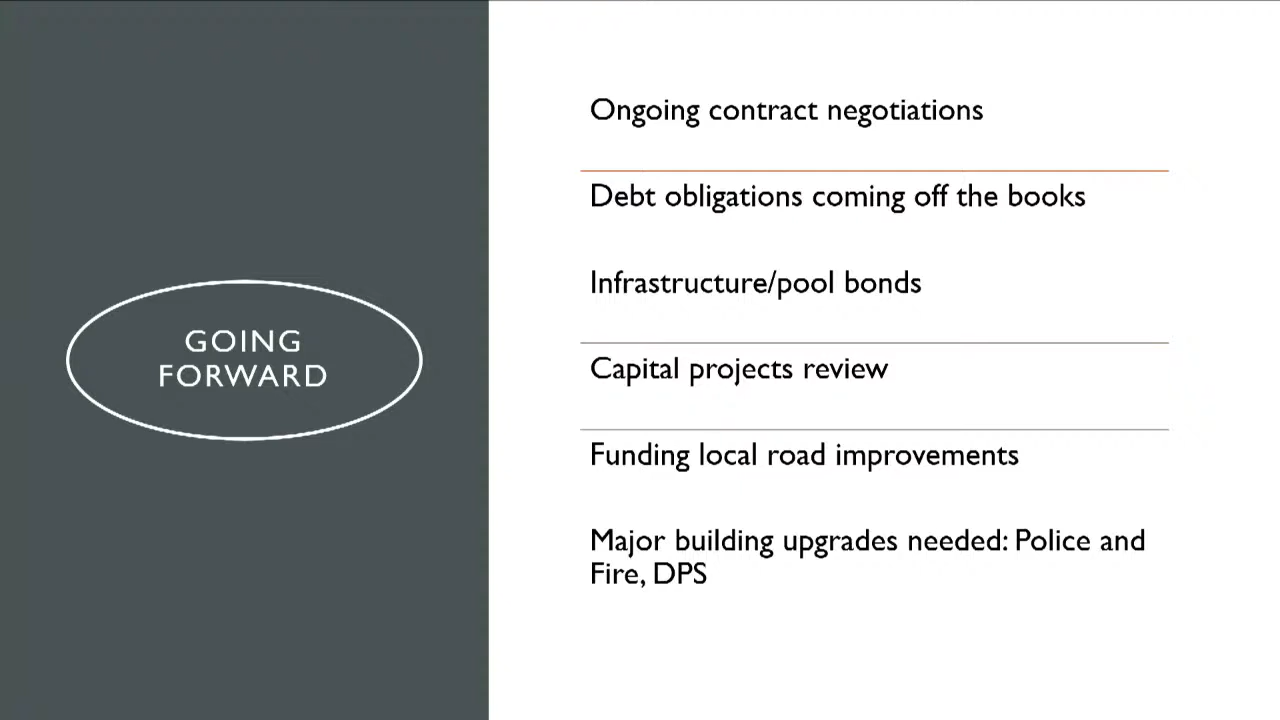 GOING
FORWARD
Ongoing contract negotiations
Debt obligations coming off the books
Infrastructure/pool bonds
Capital projects review
Funding local road improvements
Major building upgrades needed: Police and
Fire, DPS